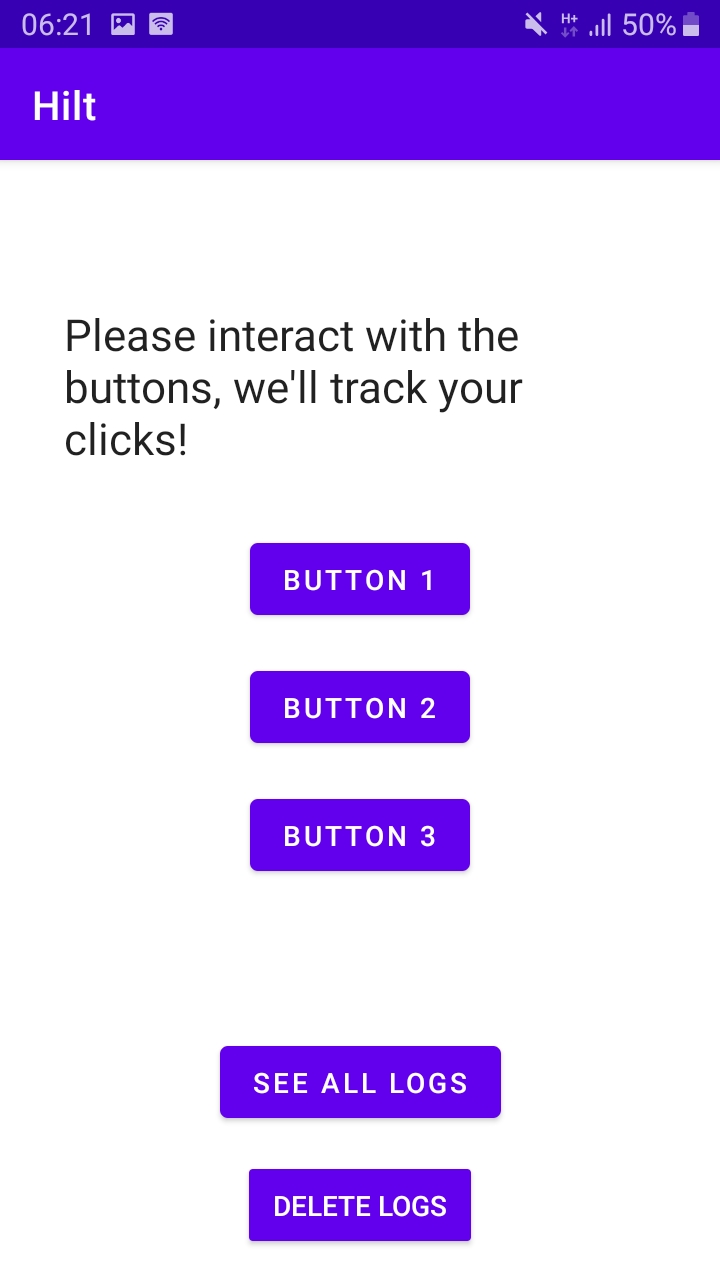 06:21 H+ 50%
Hilt
Please interact with the
buttons, we'll track your
clicks!
BUTTON 1
BUTTON 2
BUTTON 3
SEE ALL LOGS
DELETE LOGS